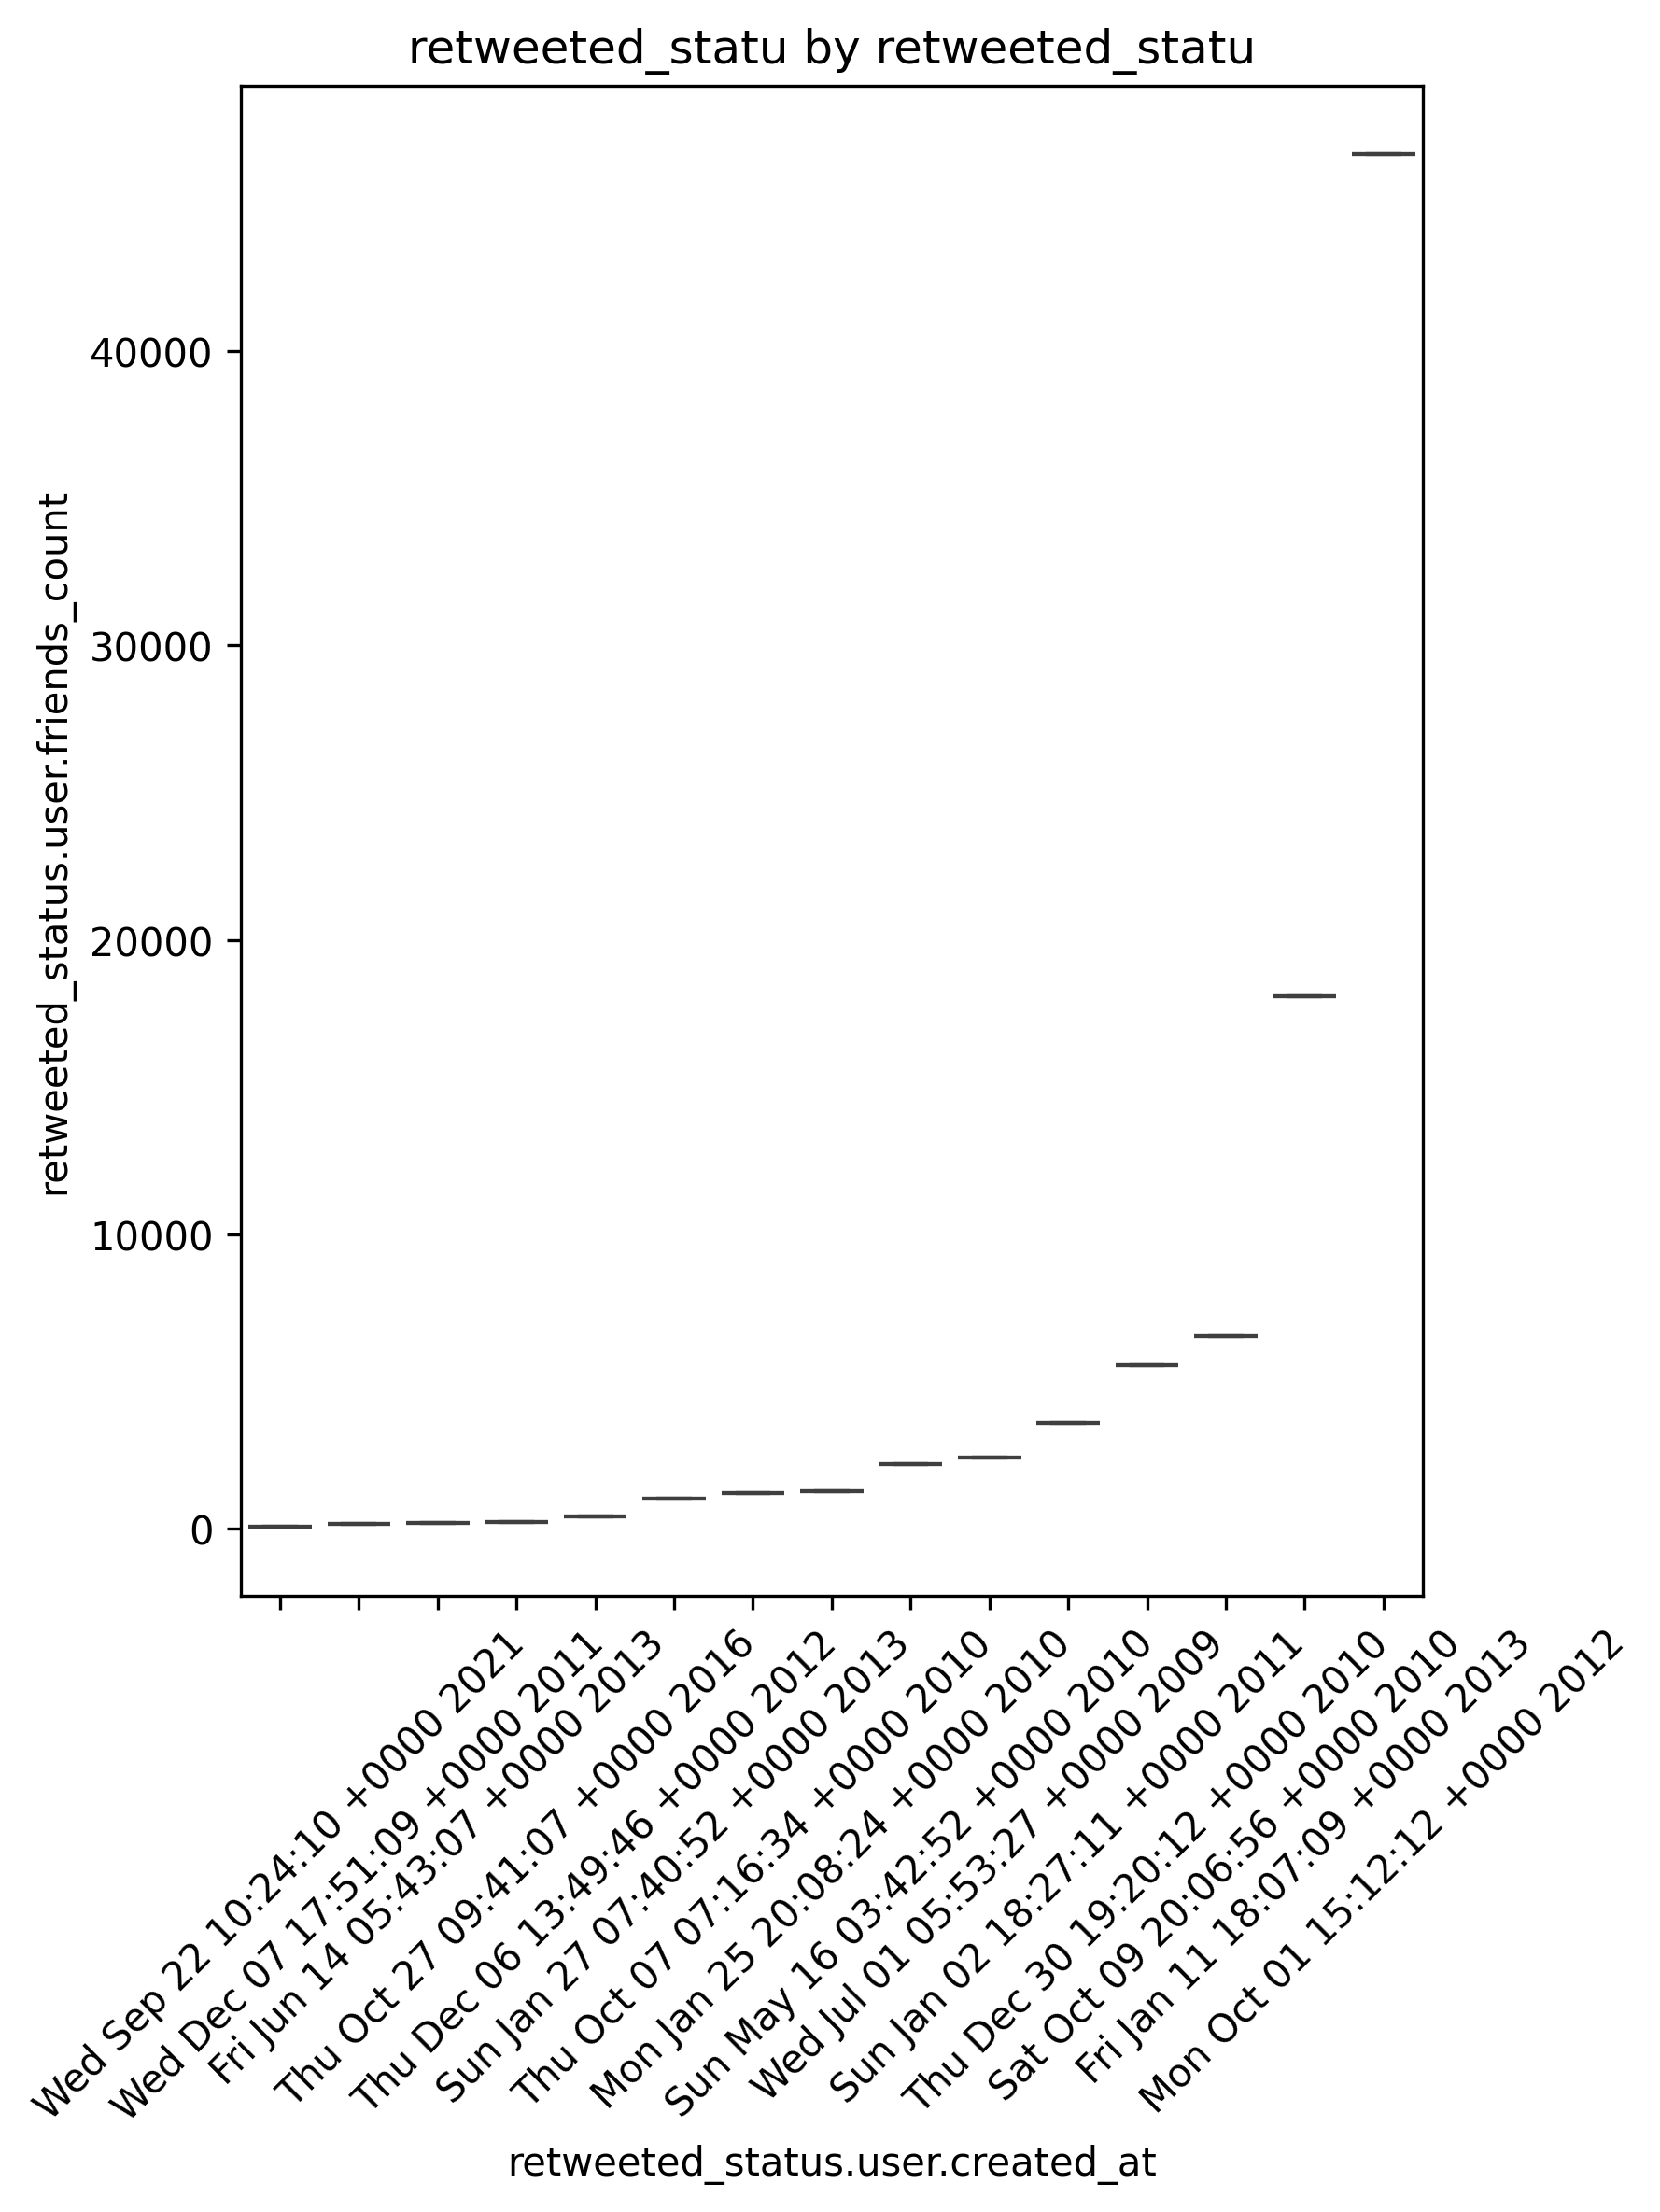 retweeted_statu by retweeted_statu
retweeted_status.user.friends_count
40000
30000
20000
10000
0
Wed Sep 22 10:24:10 +0000 2021
Wed Dec 07 17:51:09 +0000 2011
Fri Jun 14 05:43:07 +0000 2013
Thu Oct 27 09:41:07 +0000 2016
Thu Dec 06 13:49:46 +0000 2012
Sun Jan 27 07:40:52 +0000 2013
Thu Oct 07 07:16:34 +0000 2010
Mon Jan 25 20:08:24 +0000 2010
Sun May 16 03:42:52 +0000 2010
Wed Jul 01 05:53:27 +0000 2009
Sun Jan 02 18:27:11 +0000 2011
Thu Dec 30 19:20:12 +0000 2010
Sat Oct 09 20:06:56 +0000 2010
Fri Jan 11 18:07:09 +0000 2013
Mon Oct 01 15:12:12 +0000 2012
retweeted_status.user.created_at